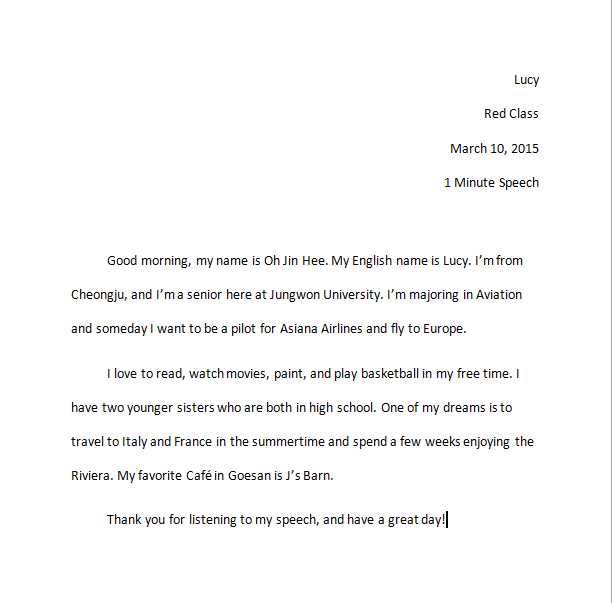 Lucy
Red Class
March 10, 2015
1 Minute Speech
Good morning, my name is Oh Jin Hee. My English name is Lucy. I’m from
Cheongju, and I’m a senior here at Jungwon University. I’m majoring in Aviation
and someday I want to be a pilot for Asiana Airlines and fly to Europe.
I love to read, watch movies, paint, and play basketball in my free time. I
have two younger sisters who are both in high school. One of my dreams is to
travel to Italy and France in the summertime and spend a few weeks enjoying the
Riviera. My favorite Café in Goesan is J’s Barn.
Thank you for listening to my speech, and have a great day!